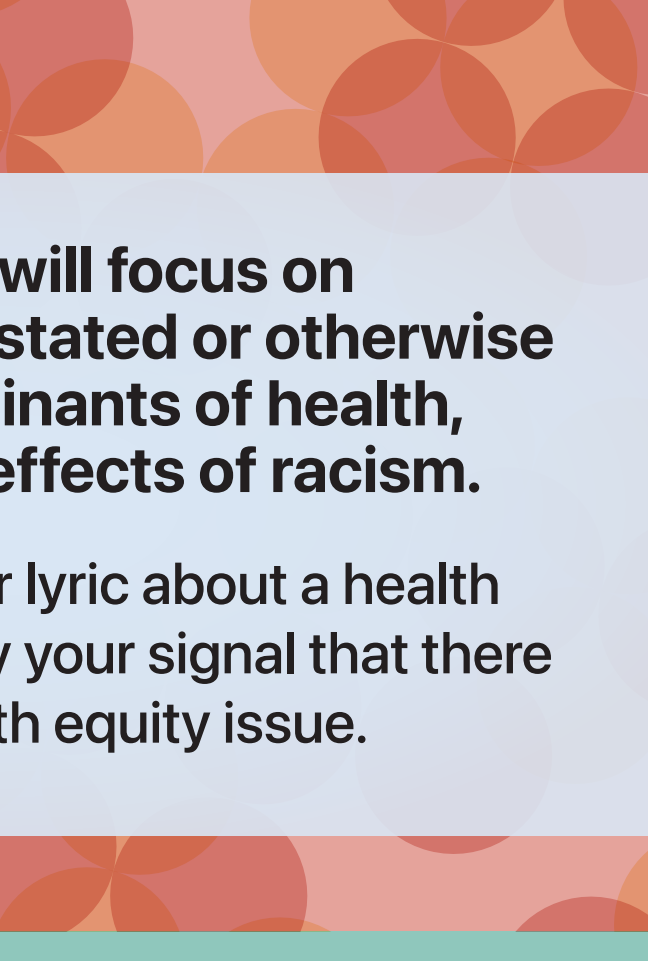 will focus on
stated or otherwise
inants of health,
effects of racism.
r lyric about a health
y your signal that there
th equity issue.